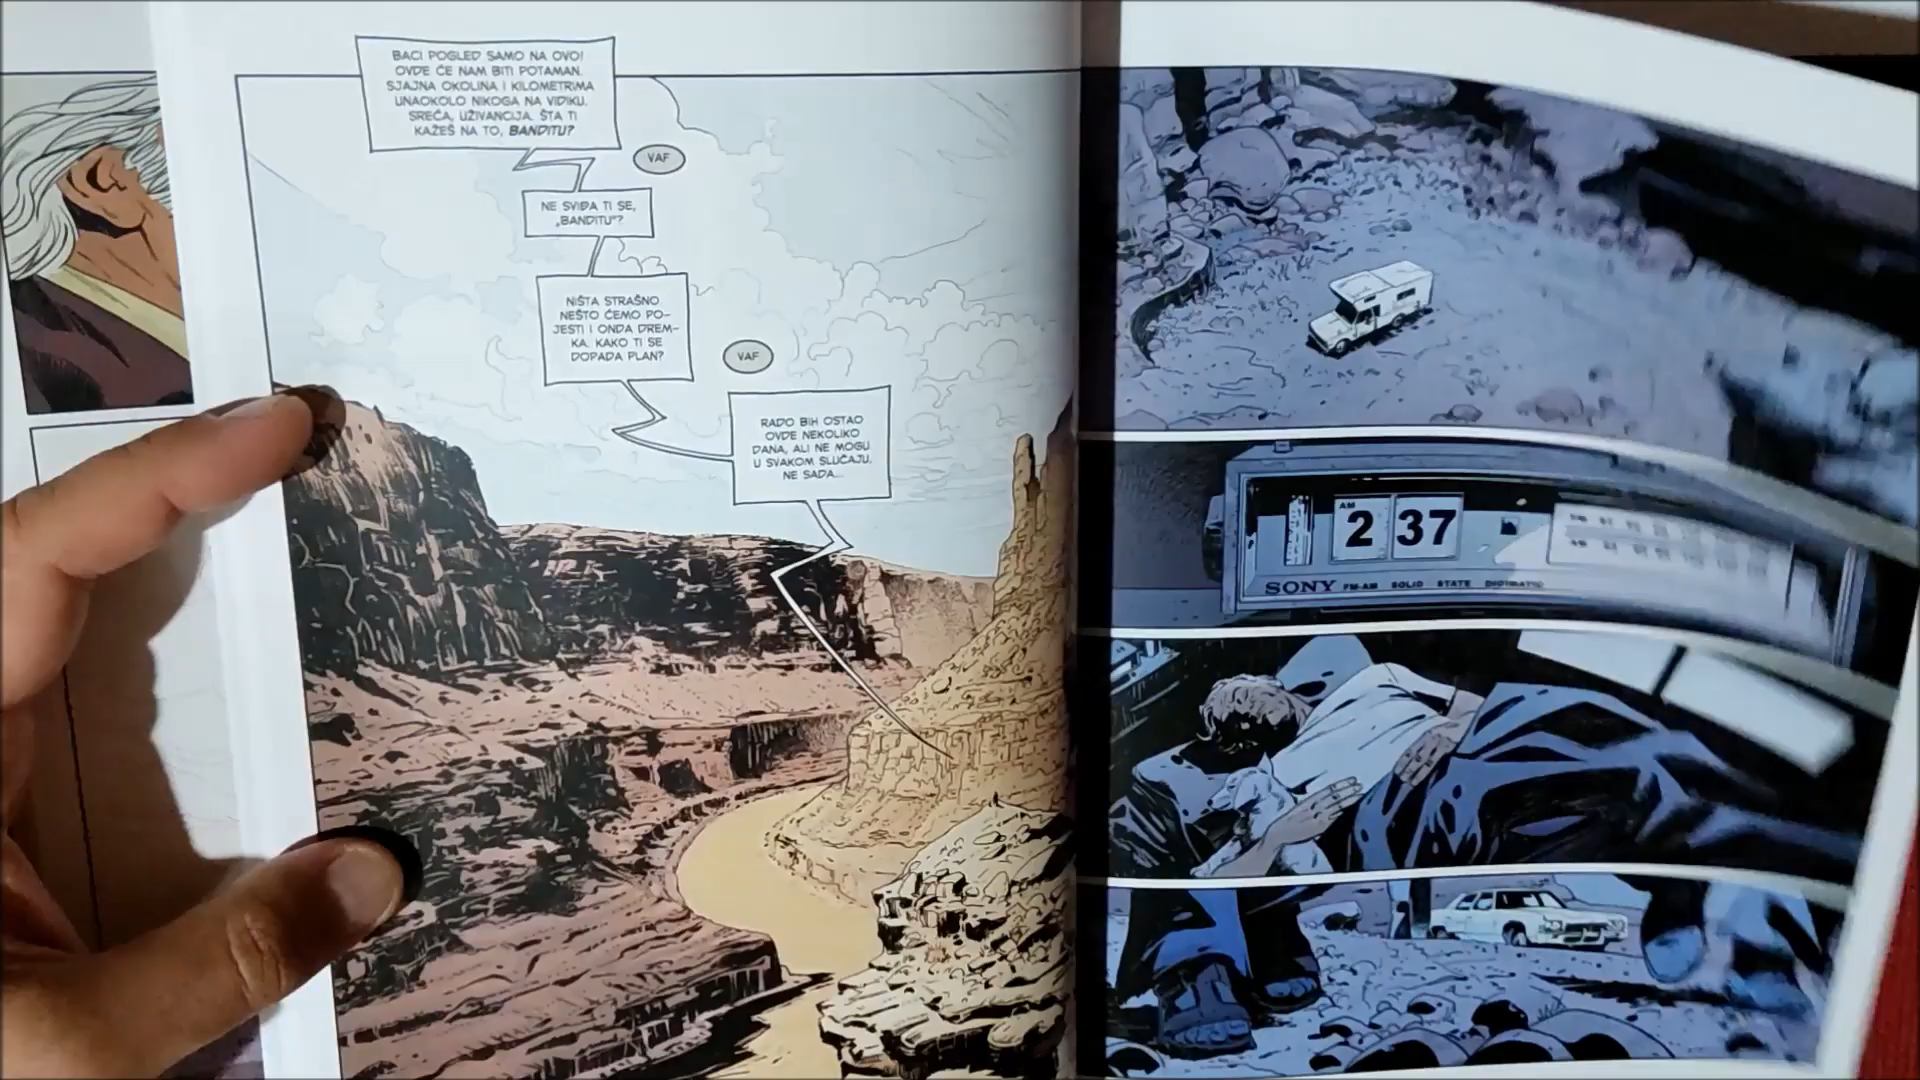 BACI POGLED SAMO NA OVO!
OVDE ĆE NAM BITI POTAMAN.
SJAJNA OKOLINA I KILOMETRIMA
UNAOKOLO NIKOGA NA VIDIKU.
SREĆA, UŽIVANCIJA. ŠTA TI
KAŽEŠ NA TO, BANDITU?
VAF
NE SVIĐA TI SE,
„BANDITU"?
NIŠTA STRAŠNO
NEŠTO ĆEMO PO-
JESTI I ONDA DREM-
KA. KAKO TI SE
DOPADA PLAN?
VAF
RADO BIH OSTAO
OVDE NEKOLIKO
DANA, ALI NE MOGU
U SVAKOM SLUČAJU.
NE SADA...
AM
2 37
SONY FM-AM SOLID STATE DIGIMATIC